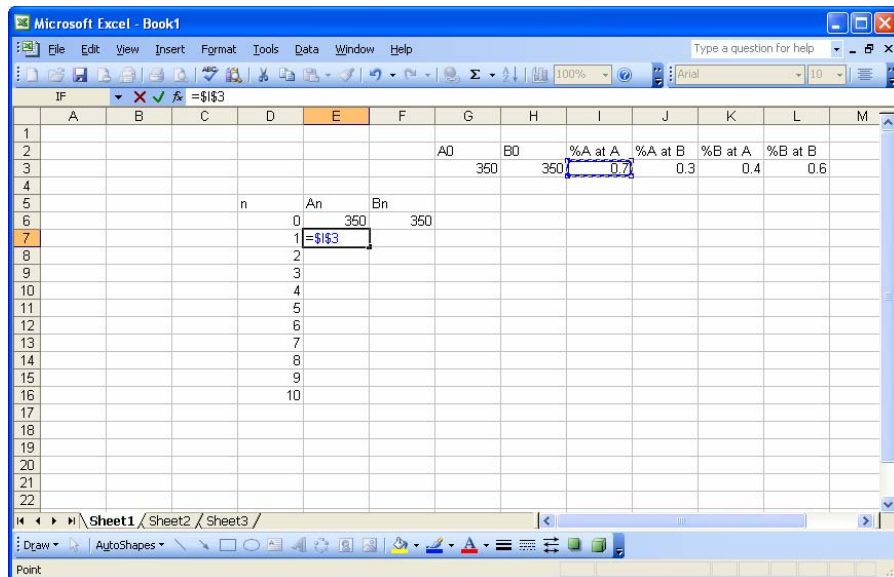 Microsoft Excel - Book1
File Edit View Insert Format Tools Data Window Help Type a question for help
ABC Σ A Z 100% Arial 10
IF fx =$I$3
A B C D E F G H I J K L M
1
2 A0 B0 %A at A %A at B %B at A %B at B
3 350 350 0.7 0.3 0.4 0.6
4
5 n An Bn
6 0 350 350
7 1 =$I$3
8 2
9 3
10 4
11 5
12 6
13 7
14 8
15 9
16 10
17
18
19
20
21
22
Sheet1 Sheet2 Sheet3
Draw AutoShapes A A
Point